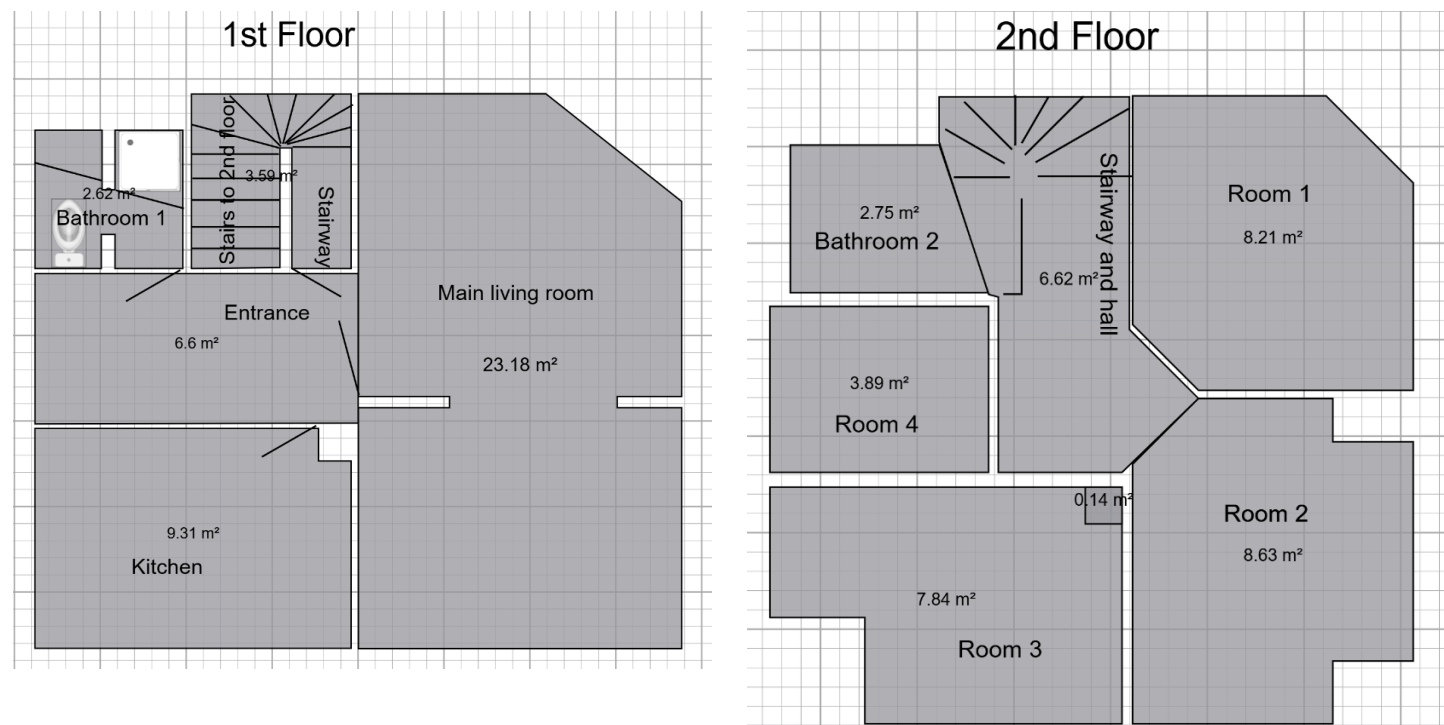 1st Floor
Stairs to 2nd floor
3.59 m²
Stairway
2.62 m²
Bathroom 1
Entrance
6.6 m²
Main living room
23.18 m²
9.31 m²
Kitchen
2nd Floor
2.75 m²
Bathroom 2
Stairway and hall
6.62 m²
Room 1
8.21 m²
3.89 m²
Room 4
0.14 m²
Room 2
8.63 m²
7.84 m²
Room 3